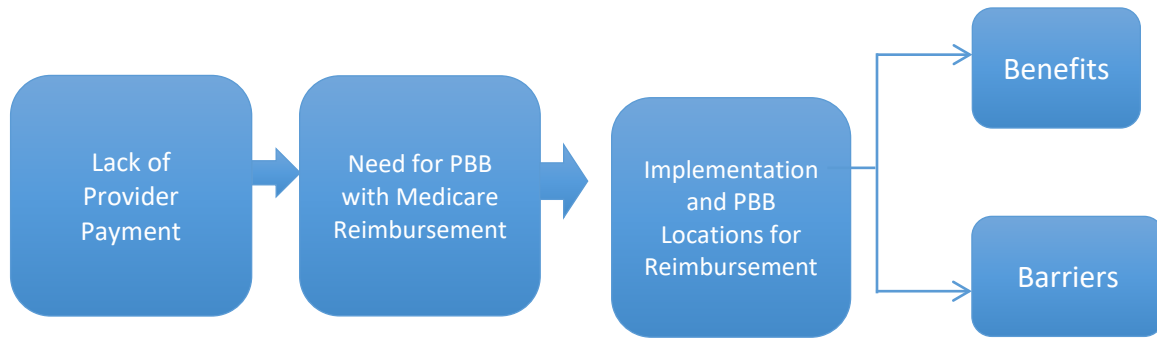 Lack of
Provider
Payment
Need for PBB
with Medicare
Reimbursement
Implementation
and PBB
Locations for
Reimbursement
Benefits
Barriers